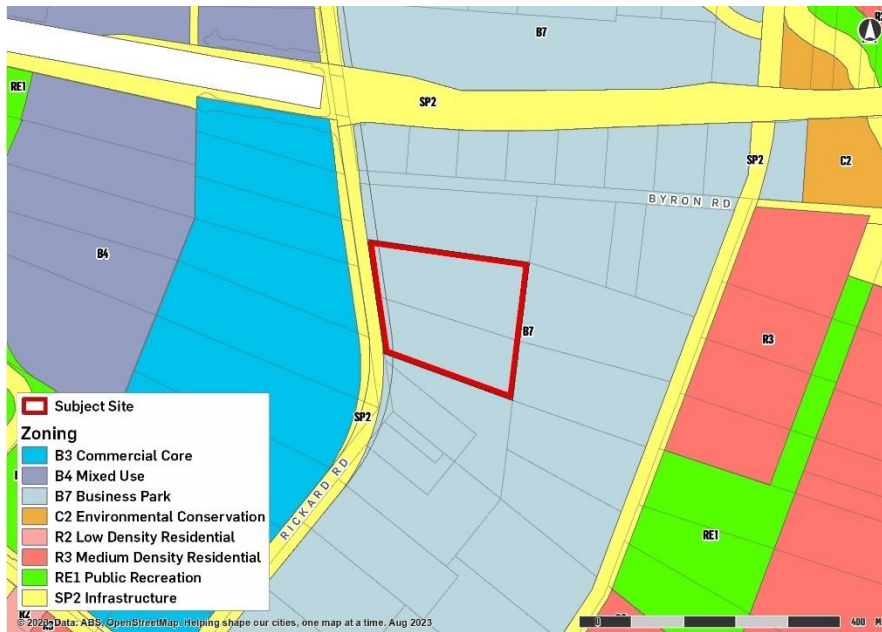 B7
RE1
SP2
SP2
C2
BYRON RD
B4
B7
R3
SP2
RICKARD RD
RE1
Subject Site
Zoning
B3 Commercial Core
B4 Mixed Use
B7 Business Park
C2 Environmental Conservation
R2 Low Density Residential
R3 Medium Density Residential
RE1 Public Recreation
SP2 Infrastructure
R2
© 2023 Data: ABS, OpenStreetMap. Helping shape our cities, one map at a time. Aug 2023
0 400 M